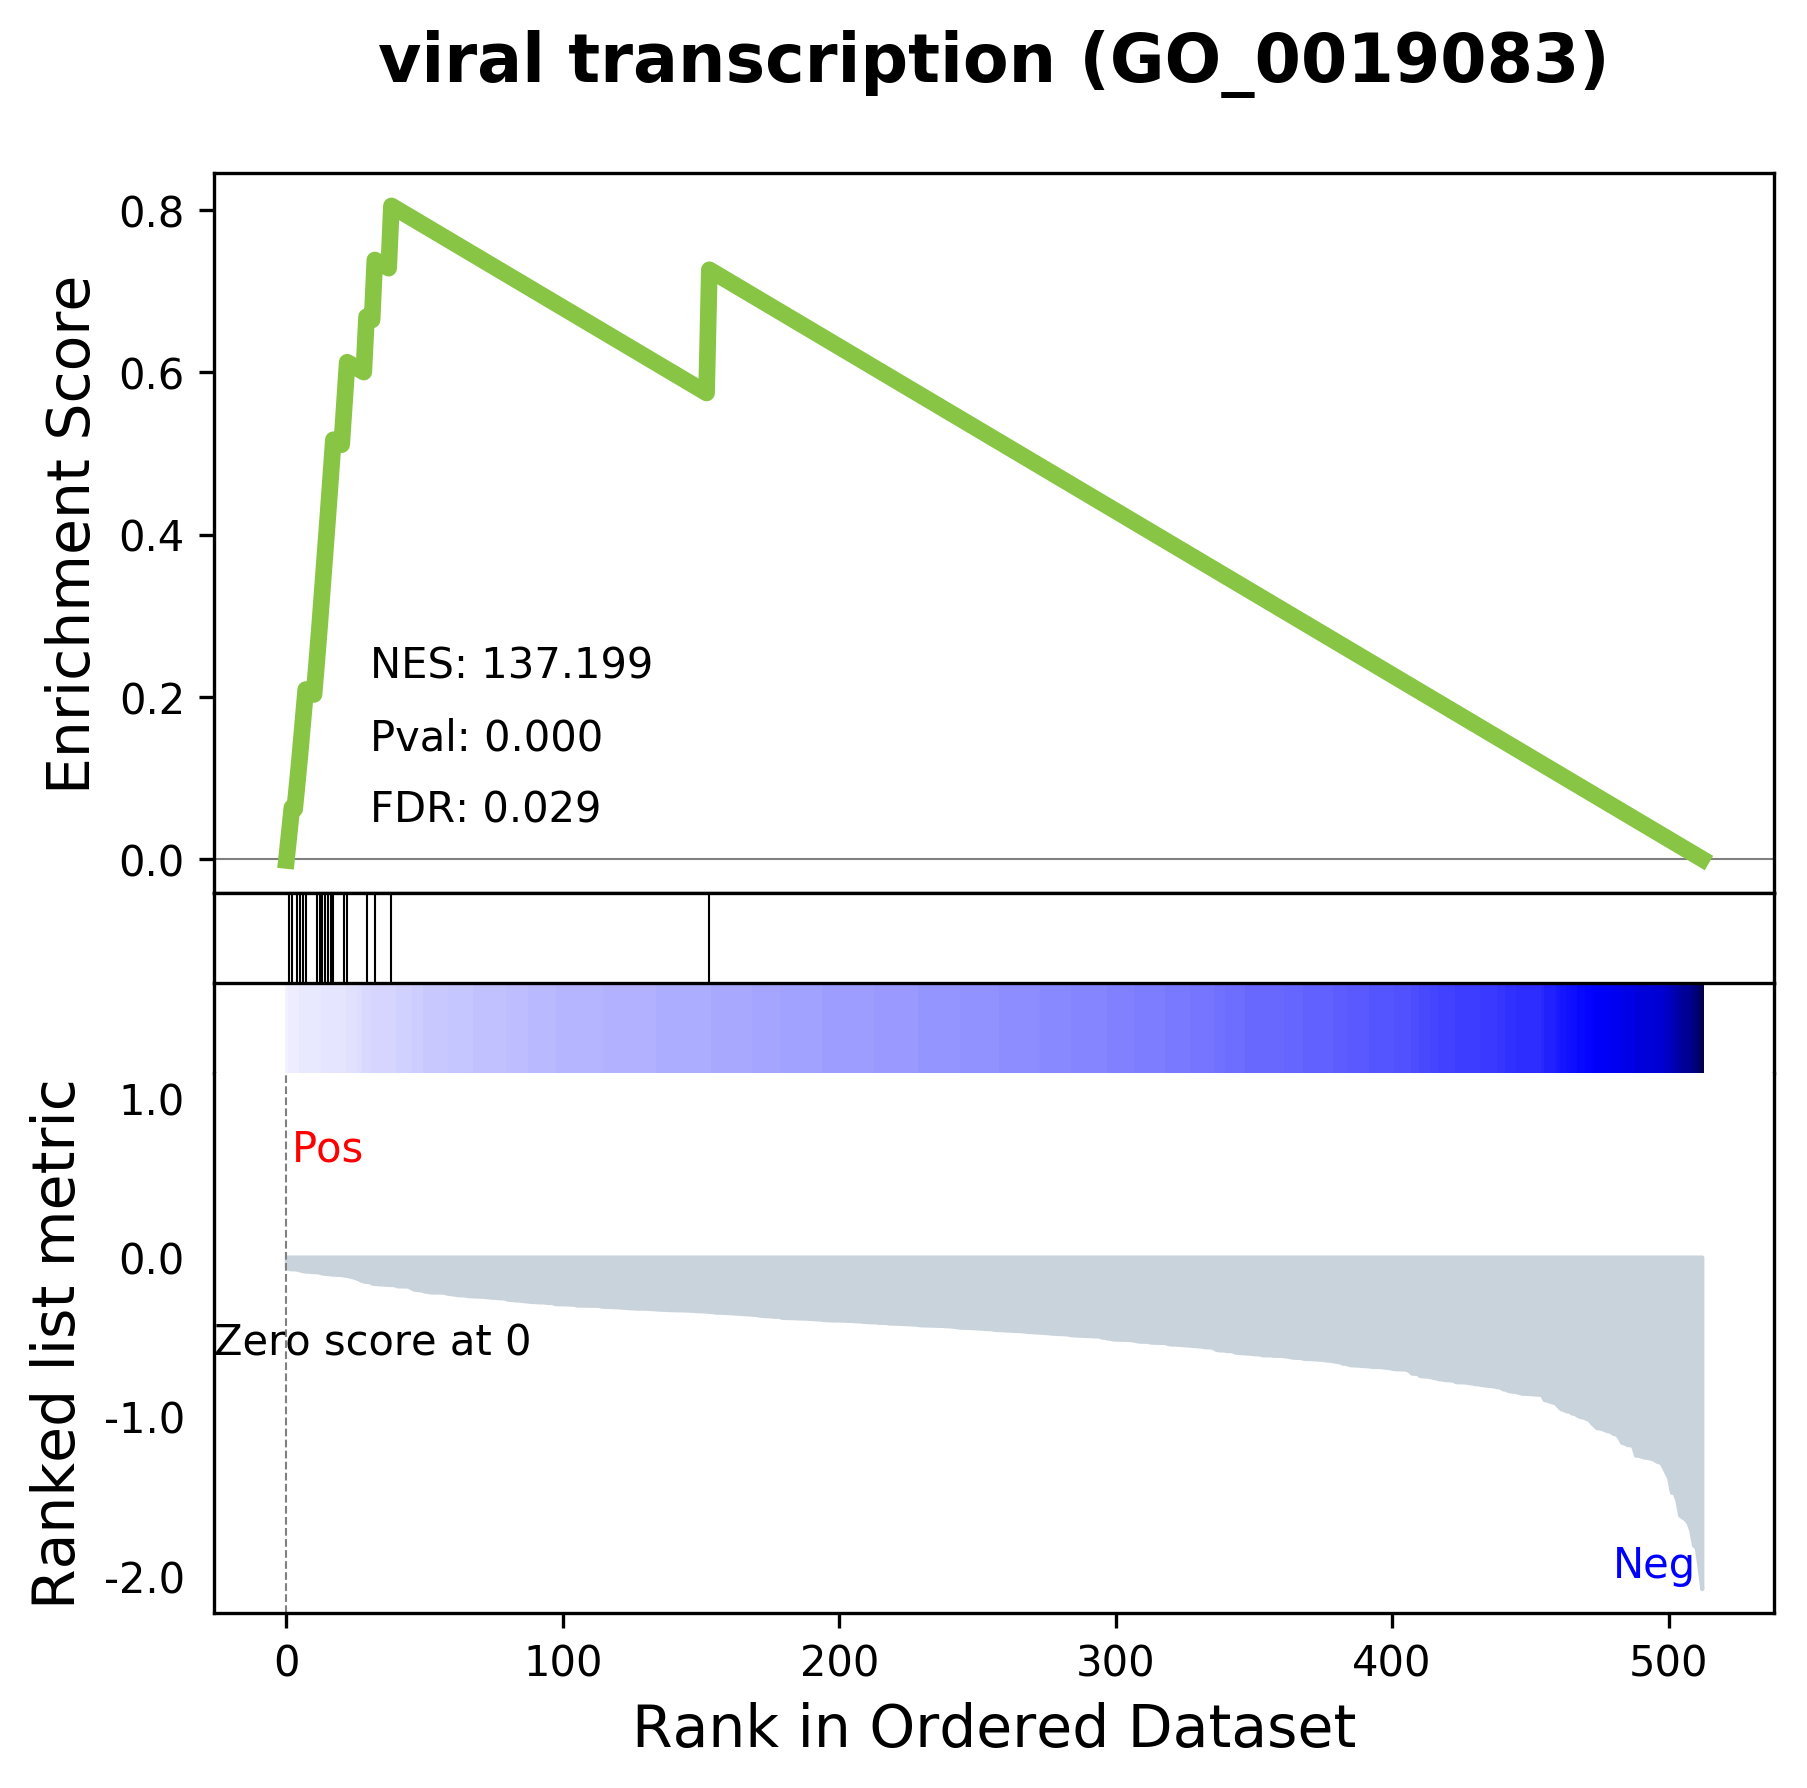 viral transcription (GO_0019083)
0.8
0.6
0.4
0.2
0.0
Enrichment Score
NES: 137.199
Pval: 0.000
FDR: 0.029
1.0
0.0
-1.0
-2.0
Ranked list metric
Pos
Zero score at 0
Neg
0 100 200 300 400 500
Rank in Ordered Dataset